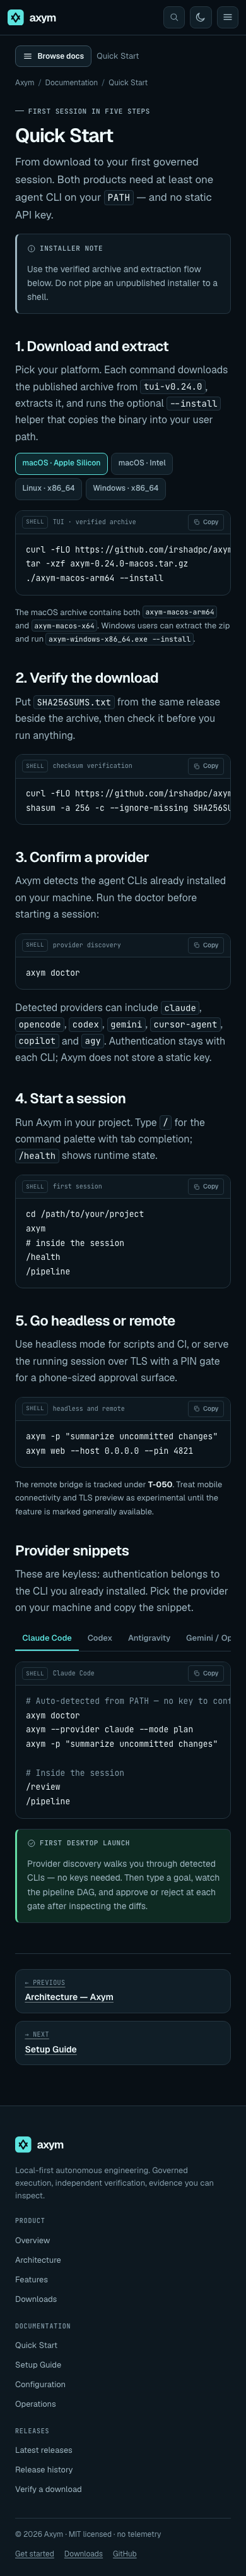 axym
Browse docs Quick Start
Axym / Documentation / Quick Start
FIRST SESSION IN FIVE STEPS
Quick Start
From download to your first governed
session. Both products need at least one
agent CLI on your PATH — and no static
API key.
INSTALLER NOTE
Use the verified archive and extraction flow
below. Do not pipe an unpublished installer to a
shell.
1. Download and extract
Pick your platform. Each command downloads
the published archive from tui-v0.24.0,
extracts it, and runs the optional --install
helper that copies the binary into your user
path.
macOS · Apple Silicon macOS · Intel
Linux · x86_64 Windows · x86_64
SHELL TUI · verified archive Copy
curl -fLO https://github.com/irshadpc/axym
tar -xzf axym-0.24.0-macos.tar.gz
./axym-macos-arm64 --install
The macOS archive contains both axym-macos-arm64
and axym-macos-x64. Windows users can extract the zip
and run axym-windows-x86_64.exe --install.
2. Verify the download
Put SHA256SUMS.txt from the same release
beside the archive, then check it before you
run anything.
SHELL checksum verification Copy
curl -fLO https://github.com/irshadpc/axym
shasum -a 256 -c --ignore-missing SHA256SU
3. Confirm a provider
Axym detects the agent CLIs already installed
on your machine. Run the doctor before
starting a session:
SHELL provider discovery Copy
axym doctor
Detected providers can include claude,
opencode, codex, gemini, cursor-agent,
copilot and agy. Authentication stays with
each CLI; Axym does not store a static key.
4. Start a session
Run Axym in your project. Type / for the
command palette with tab completion;
/health shows runtime state.
SHELL first session Copy
cd /path/to/your/project
axym
# inside the session
/health
/pipeline
5. Go headless or remote
Use headless mode for scripts and CI, or serve
the running session over TLS with a PIN gate
for a phone-sized approval surface.
SHELL headless and remote Copy
axym -p "summarize uncommitted changes"
axym web --host 0.0.0.0 --pin 4821
The remote bridge is tracked under T-050. Treat mobile
connectivity and TLS preview as experimental until the
feature is marked generally available.
Provider snippets
These are keyless: authentication belongs to
the CLI you already installed. Pick the provider
on your machine and copy the snippet.
Claude Code Codex Antigravity Gemini / Op
SHELL Claude Code Copy
# Auto-detected from PATH — no key to cont
axym doctor
axym --provider claude --mode plan
axym -p "summarize uncommitted changes"
# Inside the session
/review
/pipeline
FIRST DESKTOP LAUNCH
Provider discovery walks you through detected
CLIs — no keys needed. Then type a goal, watch
the pipeline DAG, and approve or reject at each
gate after inspecting the diffs.
← PREVIOUS
Architecture — Axym
→ NEXT
Setup Guide
axym
Local-first autonomous engineering. Governed
execution, independent verification, evidence you can
inspect.
PRODUCT
Overview
Architecture
Features
Downloads
DOCUMENTATION
Quick Start
Setup Guide
Configuration
Operations
RELEASES
Latest releases
Release history
Verify a download
© 2026 Axym · MIT licensed · no telemetry
Get started Downloads GitHub